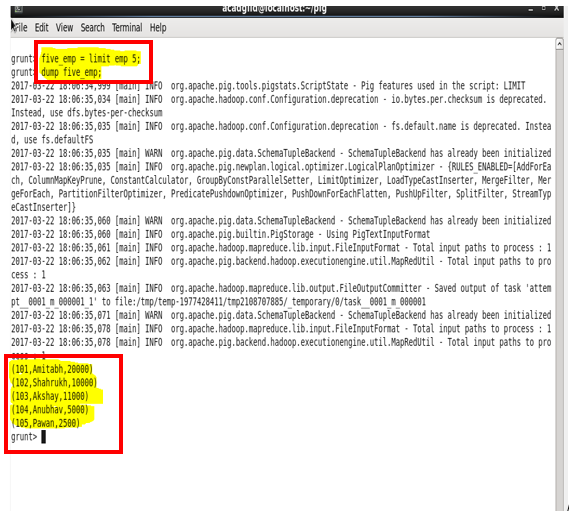 acadgild@localhost:~/pig
File Edit View Search Terminal Help
grunt> five_emp = limit emp 5;
grunt> dump five_emp;
2017-03-22 18:06:34,999 [main] INFO org.apache.pig.tools.pigstats.ScriptState - Pig features used in the script: LIMIT
2017-03-22 18:06:35,034 [main] INFO org.apache.hadoop.conf.Configuration.deprecation - io.bytes.per.checksum is deprecated.
Instead, use dfs.bytes-per-checksum
2017-03-22 18:06:35,035 [main] INFO org.apache.hadoop.conf.Configuration.deprecation - fs.default.name is deprecated. Instea
d, use fs.defaultFS
2017-03-22 18:06:35,035 [main] WARN org.apache.pig.data.SchemaTupleBackend - SchemaTupleBackend has already been initialized
2017-03-22 18:06:35,035 [main] INFO org.apache.pig.newplan.logical.optimizer.LogicalPlanOptimizer - {RULES_ENABLED=[AddForEa
ch, ColumnMapKeyPrune, ConstantCalculator, GroupByConstParallelSetter, LimitOptimizer, LoadTypeCastInserter, MergeFilter, Mer
geForEach, PartitionFilterOptimizer, PredicatePushdownOptimizer, PushDownForEachFlatten, PushUpFilter, SplitFilter, StreamTyp
eCastInserter]}
2017-03-22 18:06:35,060 [main] WARN org.apache.pig.data.SchemaTupleBackend - SchemaTupleBackend has already been initialized
2017-03-22 18:06:35,060 [main] INFO org.apache.pig.builtin.PigStorage - Using PigTextInputFormat
2017-03-22 18:06:35,061 [main] INFO org.apache.hadoop.mapreduce.lib.input.FileInputFormat - Total input paths to process : 1
2017-03-22 18:06:35,062 [main] INFO org.apache.pig.backend.hadoop.executionengine.util.MapRedUtil - Total input paths to pro
cess : 1
2017-03-22 18:06:35,063 [main] INFO org.apache.hadoop.mapreduce.lib.output.FileOutputCommitter - Saved output of task 'attem
pt__0001_m_000001_1' to file:/tmp/temp-1977428411/tmp2108707885/_temporary/0/task__0001_m_000001
2017-03-22 18:06:35,071 [main] WARN org.apache.pig.data.SchemaTupleBackend - SchemaTupleBackend has already been initialized
2017-03-22 18:06:35,078 [main] INFO org.apache.hadoop.mapreduce.lib.input.FileInputFormat - Total input paths to process : 1
2017-03-22 18:06:35,078 [main] INFO org.apache.pig.backend.hadoop.executionengine.util.MapRedUtil - Total input paths to pro
cess : 1
(101,Amitabh,20000)
(102,Shahrukh,10000)
(103,Akshay,11000)
(104,Anubhav,5000)
(105,Pawan,2500)
grunt>